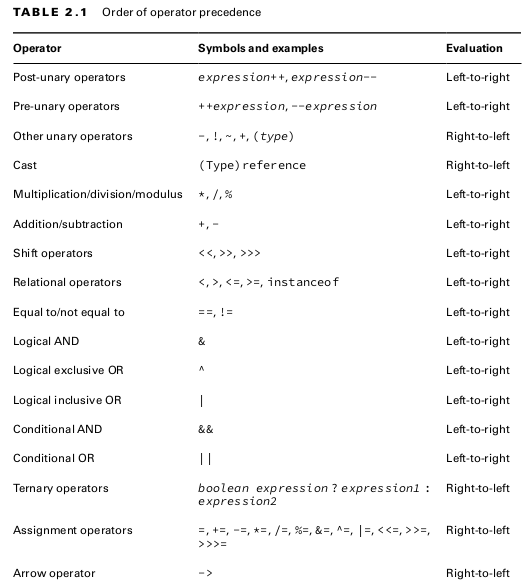 TABLE 2.1 Order of operator precedence
Operator Symbols and examples Evaluation
Post-unary operators expression++, expression-- Left-to-right
Pre-unary operators ++expression, --expression Left-to-right
Other unary operators -, !, ~, +, (type) Right-to-left
Cast (Type)reference Right-to-left
Multiplication/division/modulus *, /, % Left-to-right
Addition/subtraction +, - Left-to-right
Shift operators <<, >>, >>> Left-to-right
Relational operators <, >, <=, >=, instanceof Left-to-right
Equal to/not equal to ==, != Left-to-right
Logical AND & Left-to-right
Logical exclusive OR ^ Left-to-right
Logical inclusive OR | Left-to-right
Conditional AND && Left-to-right
Conditional OR || Left-to-right
Ternary operators boolean expression ? expression1 : Right-to-left
expression2
Assignment operators =, +=, -=, *=, /=, %=, &=, ^=, |=, <<=, >>=, Right-to-left
>>>=
Arrow operator -> Right-to-left